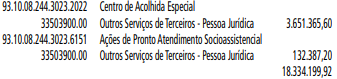 93.10.08.244.3023.2022 Centro de Acolhida Especial
33503900.00 Outros Serviços de Terceiros - Pessoa Jurídica 3.651.365,60
93.10.08.244.3023.6151 Ações de Pronto Atendimento Socioassistencial
33503900.00 Outros Serviços de Terceiros - Pessoa Jurídica 132.387,20
18.334.199,92